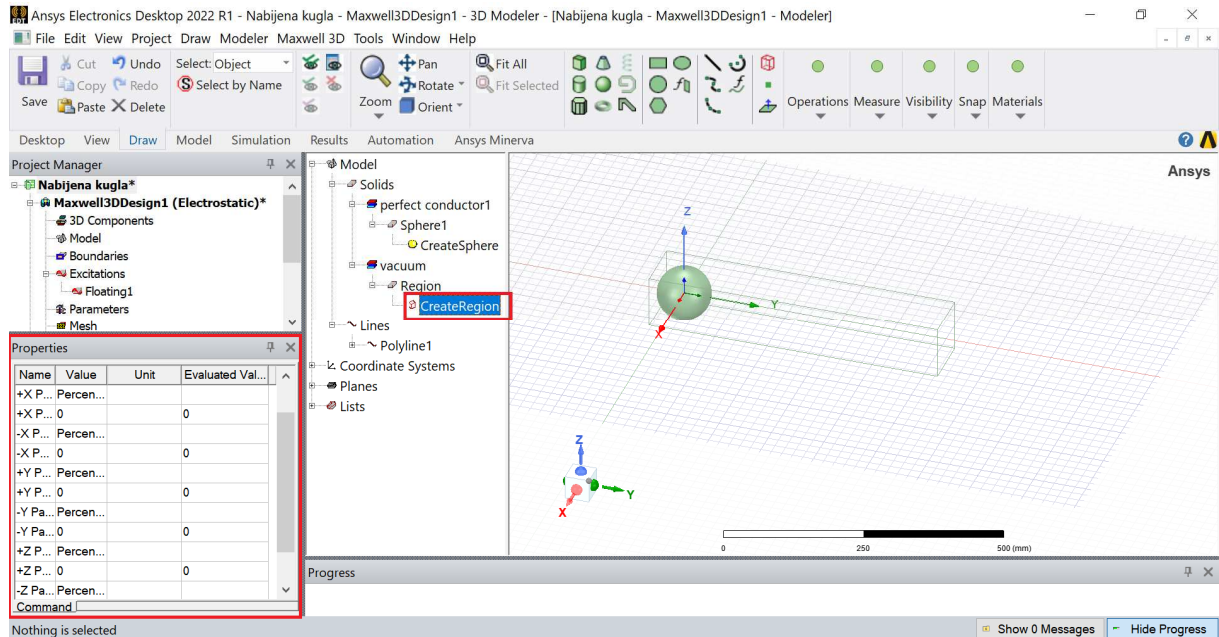 Ansys Electronics Desktop 2022 R1 - Nabijena kugla - Maxwell3DDesign1 - 3D Modeler - [Nabijena kugla - Maxwell3DDesign1 - Modeler]
File Edit View Project Draw Modeler Maxwell 3D Tools Window Help
Save
Cut Undo
Copy Redo
Paste Delete
Select: Object
Select by Name
Zoom
Pan
Rotate
Orient
Fit All
Fit Selected
Operations Measure Visibility Snap Materials
Desktop View Draw Model Simulation Results Automation Ansys Minerva
Project Manager
Nabijena kugla*
Maxwell3DDesign1 (Electrostatic)*
3D Components
Model
Boundaries
Excitations
Floating1
Parameters
Mesh
Properties
Name Value Unit Evaluated Val...
+X P... Percen...
+X P... 0 0
-X P... Percen...
-X P... 0 0
+Y P... Percen...
+Y P... 0 0
-Y Pa... Percen...
-Y Pa... 0 0
+Z P... Percen...
+Z P... 0 0
-Z Pa... Percen...
Command
Model
Solids
perfect conductor1
Sphere1
CreateSphere
vacuum
Region
CreateRegion
Lines
Polyline1
Coordinate Systems
Planes
Lists
Ansys
Z
Y
X
Z
Y
X
0 250 500 (mm)
Progress
Nothing is selected
Show 0 Messages
Hide Progress